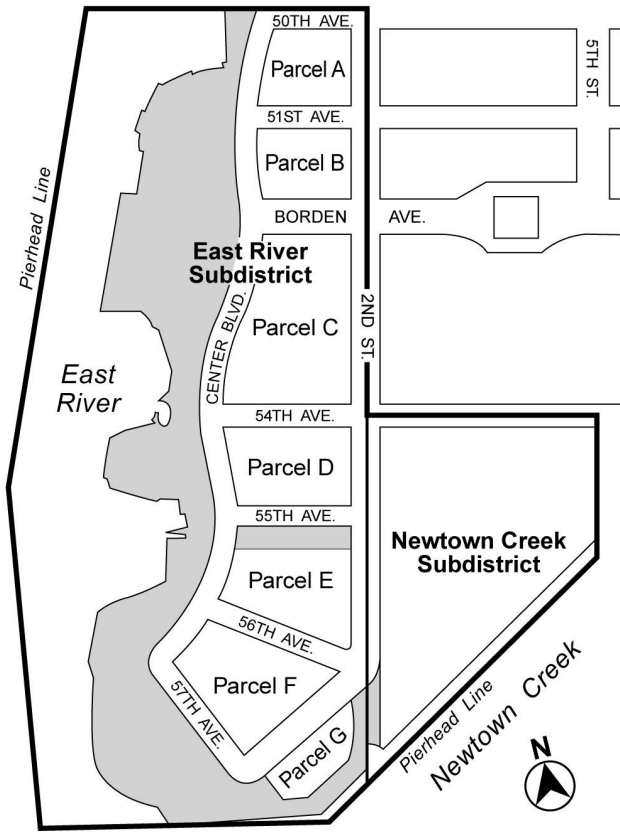 50TH AVE.
Parcel A
5TH ST.
51ST AVE.
Parcel B
Pierhead Line
BORDEN AVE.
East River
Subdistrict
CENTER BLVD.
Parcel C
2ND ST.
East
River
54TH AVE.
Parcel D
55TH AVE.
Newtown Creek
Subdistrict
Parcel E
56TH AVE.
Parcel F
57TH AVE.
Parcel G
Pierhead Line
Newtown Creek
N